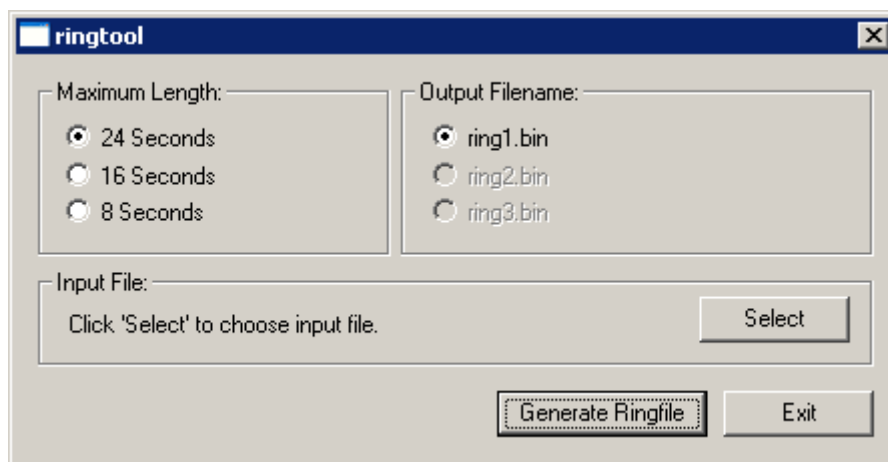 ringtool
Maximum Length:
24 Seconds
16 Seconds
8 Seconds
Output Filename:
ring1.bin
ring2.bin
ring3.bin
Input File:
Click 'Select' to choose input file.
Select
Generate Ringfile
Exit